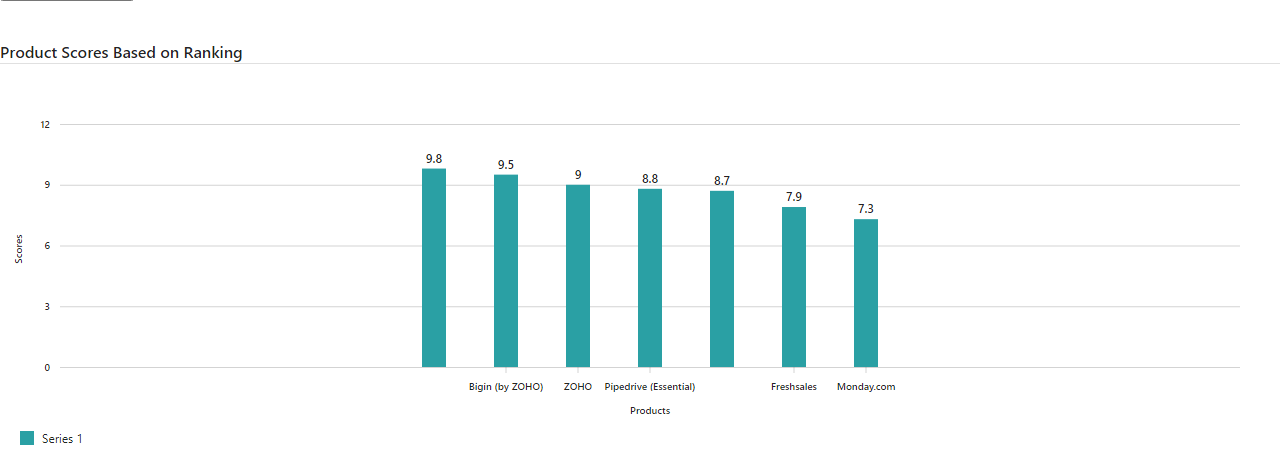 Product Scores Based on Ranking
12
9
6
3
0
Scores
9.8
9.5
9
8.8
8.7
7.9
7.3
Bigin (by ZOHO)
ZOHO
Pipedrive (Essential)
Freshsales
Monday.com
Products
Series 1